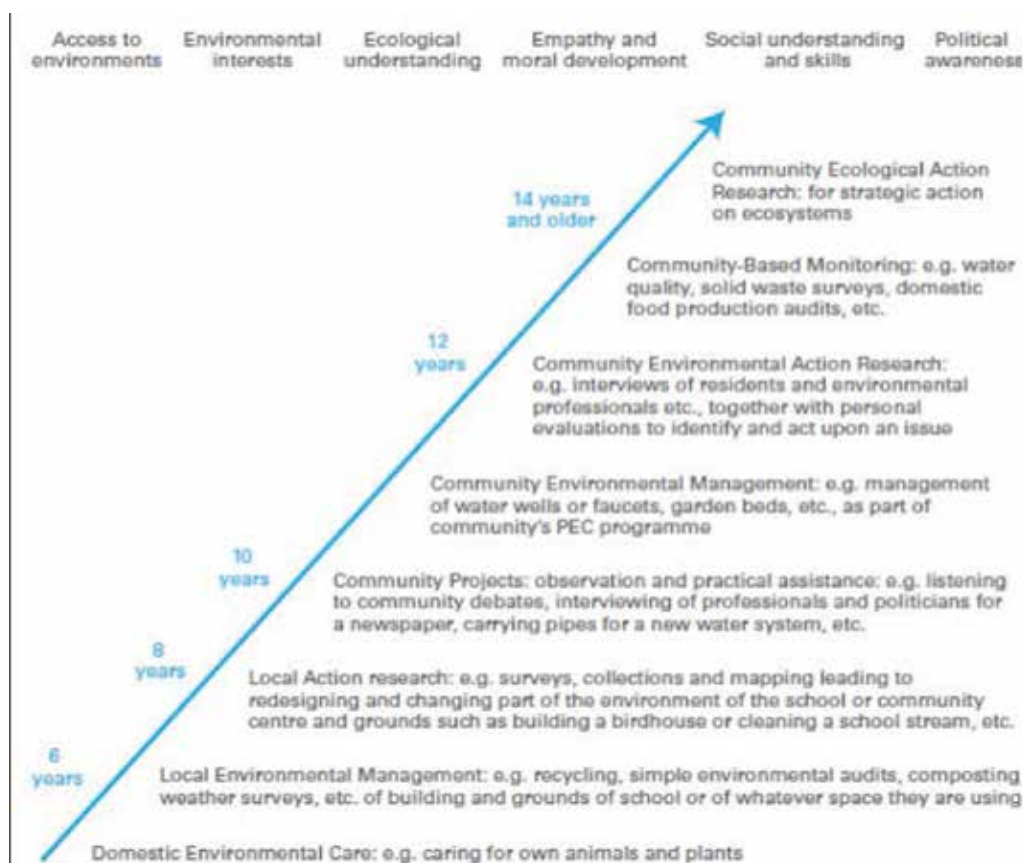 Access to
environments
Environmental
interests
Ecological
understanding
Empathy and
moral development
Social understanding
and skills
Political
awareness
Community Ecological Action
Research: for strategic action
on ecosystems
14 years
and older
Community-Based Monitoring: e.g. water
quality, solid waste surveys, domestic
food production audits, etc.
12
years
Community Environmental Action Research:
e.g. interviews of residents and environmental
professionals etc., together with personal
evaluations to identify and act upon an issue
Community Environmental Management: e.g. management
of water wells or faucets, garden beds, etc., as part of
community's PEC programme
10
years
Community Projects: observation and practical assistance: e.g. listening
to community debates, interviewing of professionals and politicians for
a newspaper, carrying pipes for a new water system, etc.
8
years
Local Action research: e.g. surveys, collections and mapping leading to
redesigning and changing part of the environment of the school or community
centre and grounds such as building a birdhouse or cleaning a school stream, etc.
6
years
Local Environmental Management: e.g. recycling, simple environmental audits, composting
weather surveys, etc. of building and grounds of school or of whatever space they are using
Domestic Environmental Care: e.g. caring for own animals and plants